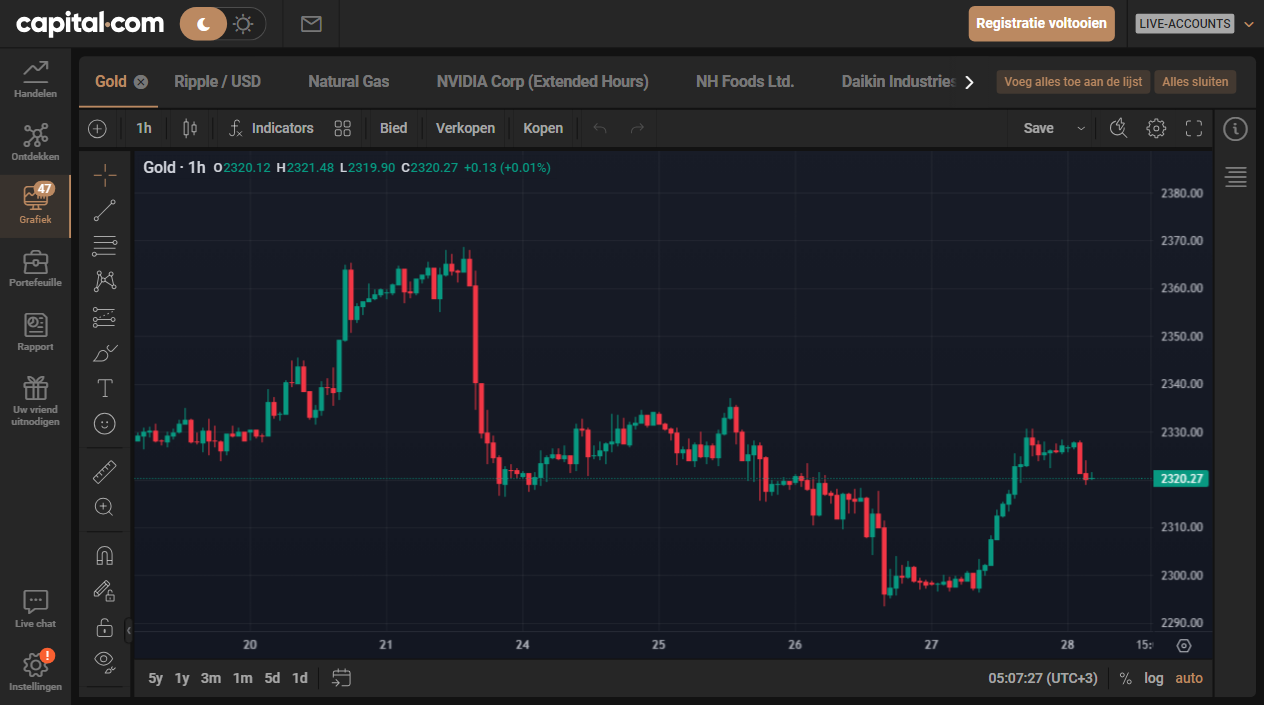 capital.com
Registratie voltooien
LIVE-ACCOUNTS
Handelen
Ontdekken
47
Grafiek
Portefeuille
Rapport
Uw vriend
uitnodigen
Live chat
!
Instellingen
Gold
Ripple / USD
Natural Gas
NVIDIA Corp (Extended Hours)
NH Foods Ltd.
Daikin Industries
Voeg alles toe aan de lijst
Alles sluiten
1h
Indicators
Bied
Verkopen
Kopen
Save
T
Gold · 1h O2320.12 H2321.48 L2319.90 C2320.27 +0.13 (+0.01%)
2380.00
2370.00
2360.00
2350.00
2340.00
2330.00
2320.27
2310.00
2300.00
2290.00
20 21 24 25 26 27 28 15:
5y 1y 3m 1m 5d 1d
05:07:27 (UTC+3)
% log auto